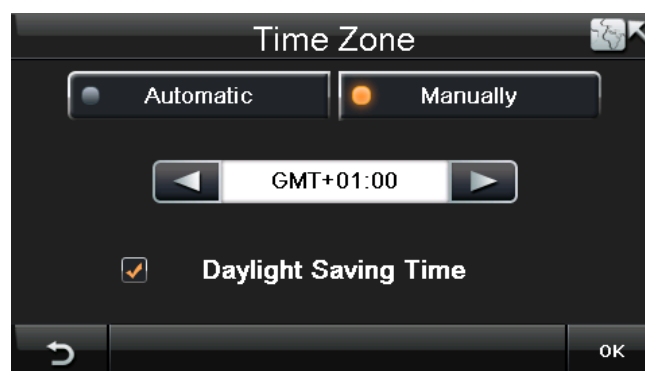 Time Zone
Automatic
Manually
GMT+01:00
Daylight Saving Time
OK